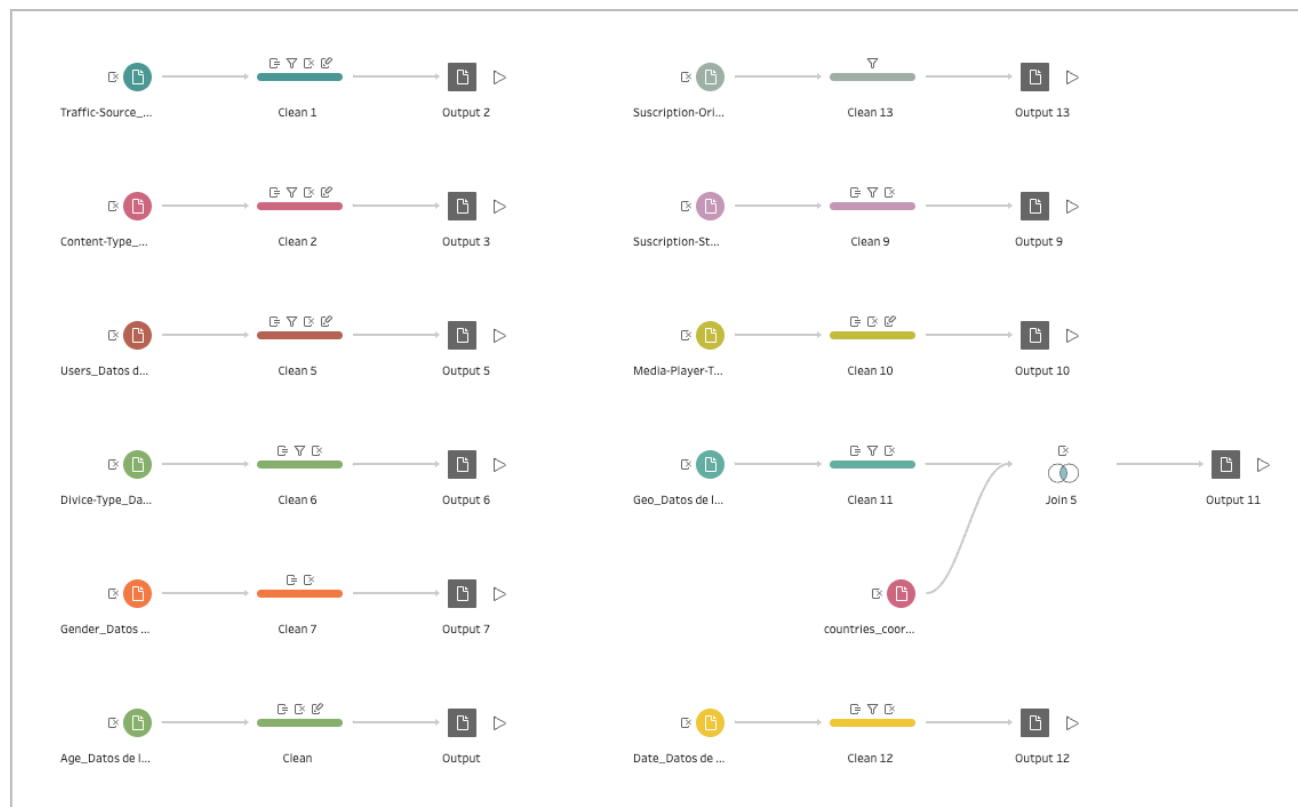 Traffic-Source_...
Clean 1
Output 2
Suscription-Ori...
Clean 13
Output 13
Content-Type_...
Clean 2
Output 3
Suscription-St...
Clean 9
Output 9
Users_Datos d...
Clean 5
Output 5
Media-Player-T...
Clean 10
Output 10
Divice-Type_Da...
Clean 6
Output 6
Geo_Datos de l...
Clean 11
Join 5
Output 11
Gender_Datos ...
Clean 7
Output 7
countries_coor...
Age_Datos de l...
Clean
Output
Date_Datos de ...
Clean 12
Output 12